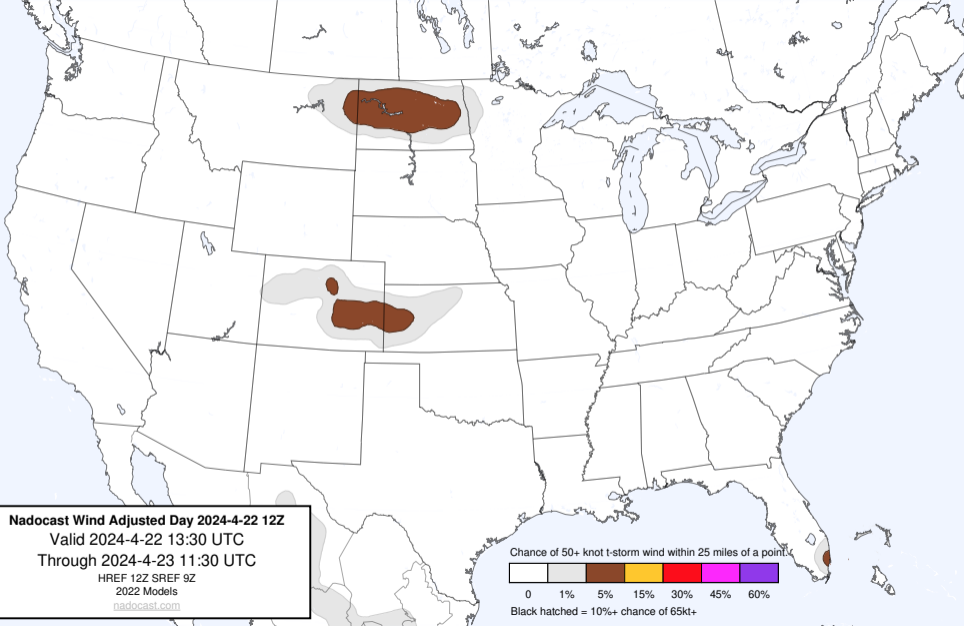 Nadocast Wind Adjusted Day 2024-4-22 12Z
Valid 2024-4-22 13:30 UTC
Through 2024-4-23 11:30 UTC
HREF 12Z SREF 9Z
2022 Models
nadocast.com
Chance of 50+ knot t-storm wind within 25 miles of a point.
0 1% 5% 15% 30% 45% 60%
Black hatched = 10%+ chance of 65kt+